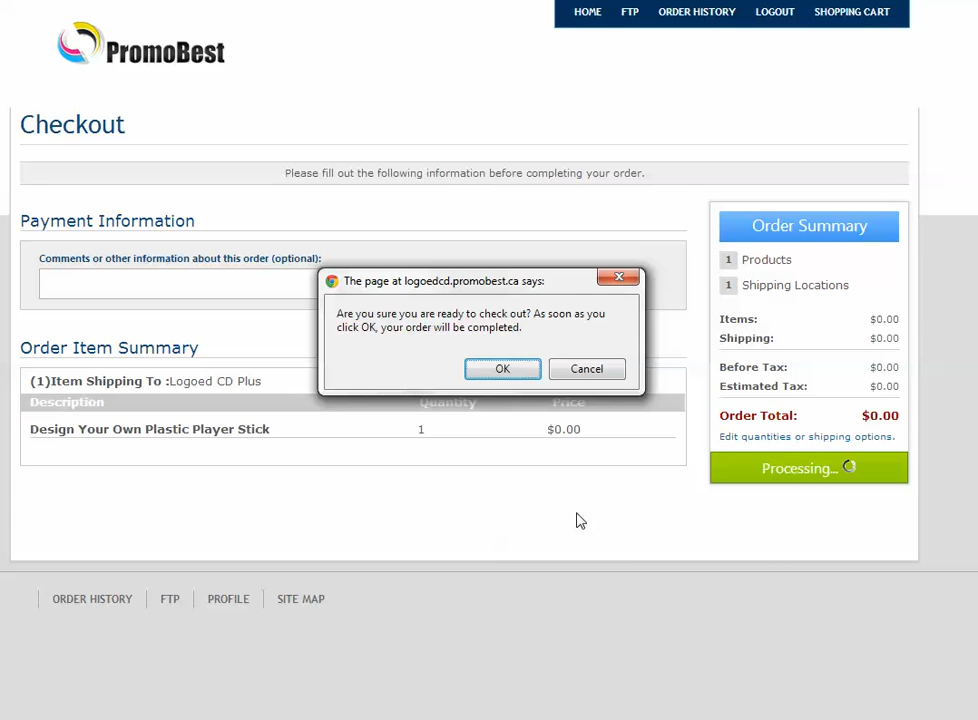 HOME FTP ORDER HISTORY LOGOUT SHOPPING CART
PromoBest
Checkout
Please fill out the following information before completing your order.
Payment Information
Comments or other information about this order (optional):
The page at logoedcd.promobest.ca says:
Are you sure you are ready to check out? As soon as you
click OK, your order will be completed.
OK Cancel
Order Item Summary
(1)Item Shipping To :Logoed CD Plus
Description Quantity Price
Design Your Own Plastic Player Stick 1 $0.00
Order Summary
1 Products
1 Shipping Locations
Items: $0.00
Shipping: $0.00
Before Tax: $0.00
Estimated Tax: $0.00
Order Total: $0.00
Edit quantities or shipping options.
Processing...
ORDER HISTORY FTP PROFILE SITE MAP